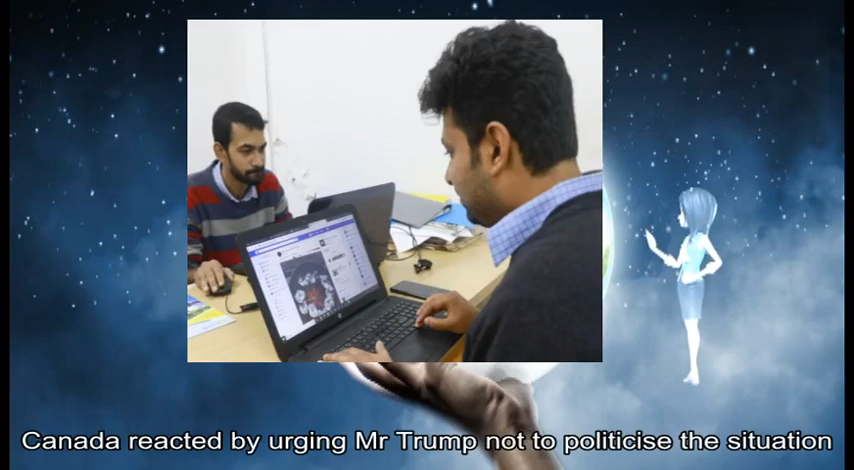 Canada reacted by urging Mr Trump not to politicise the situation